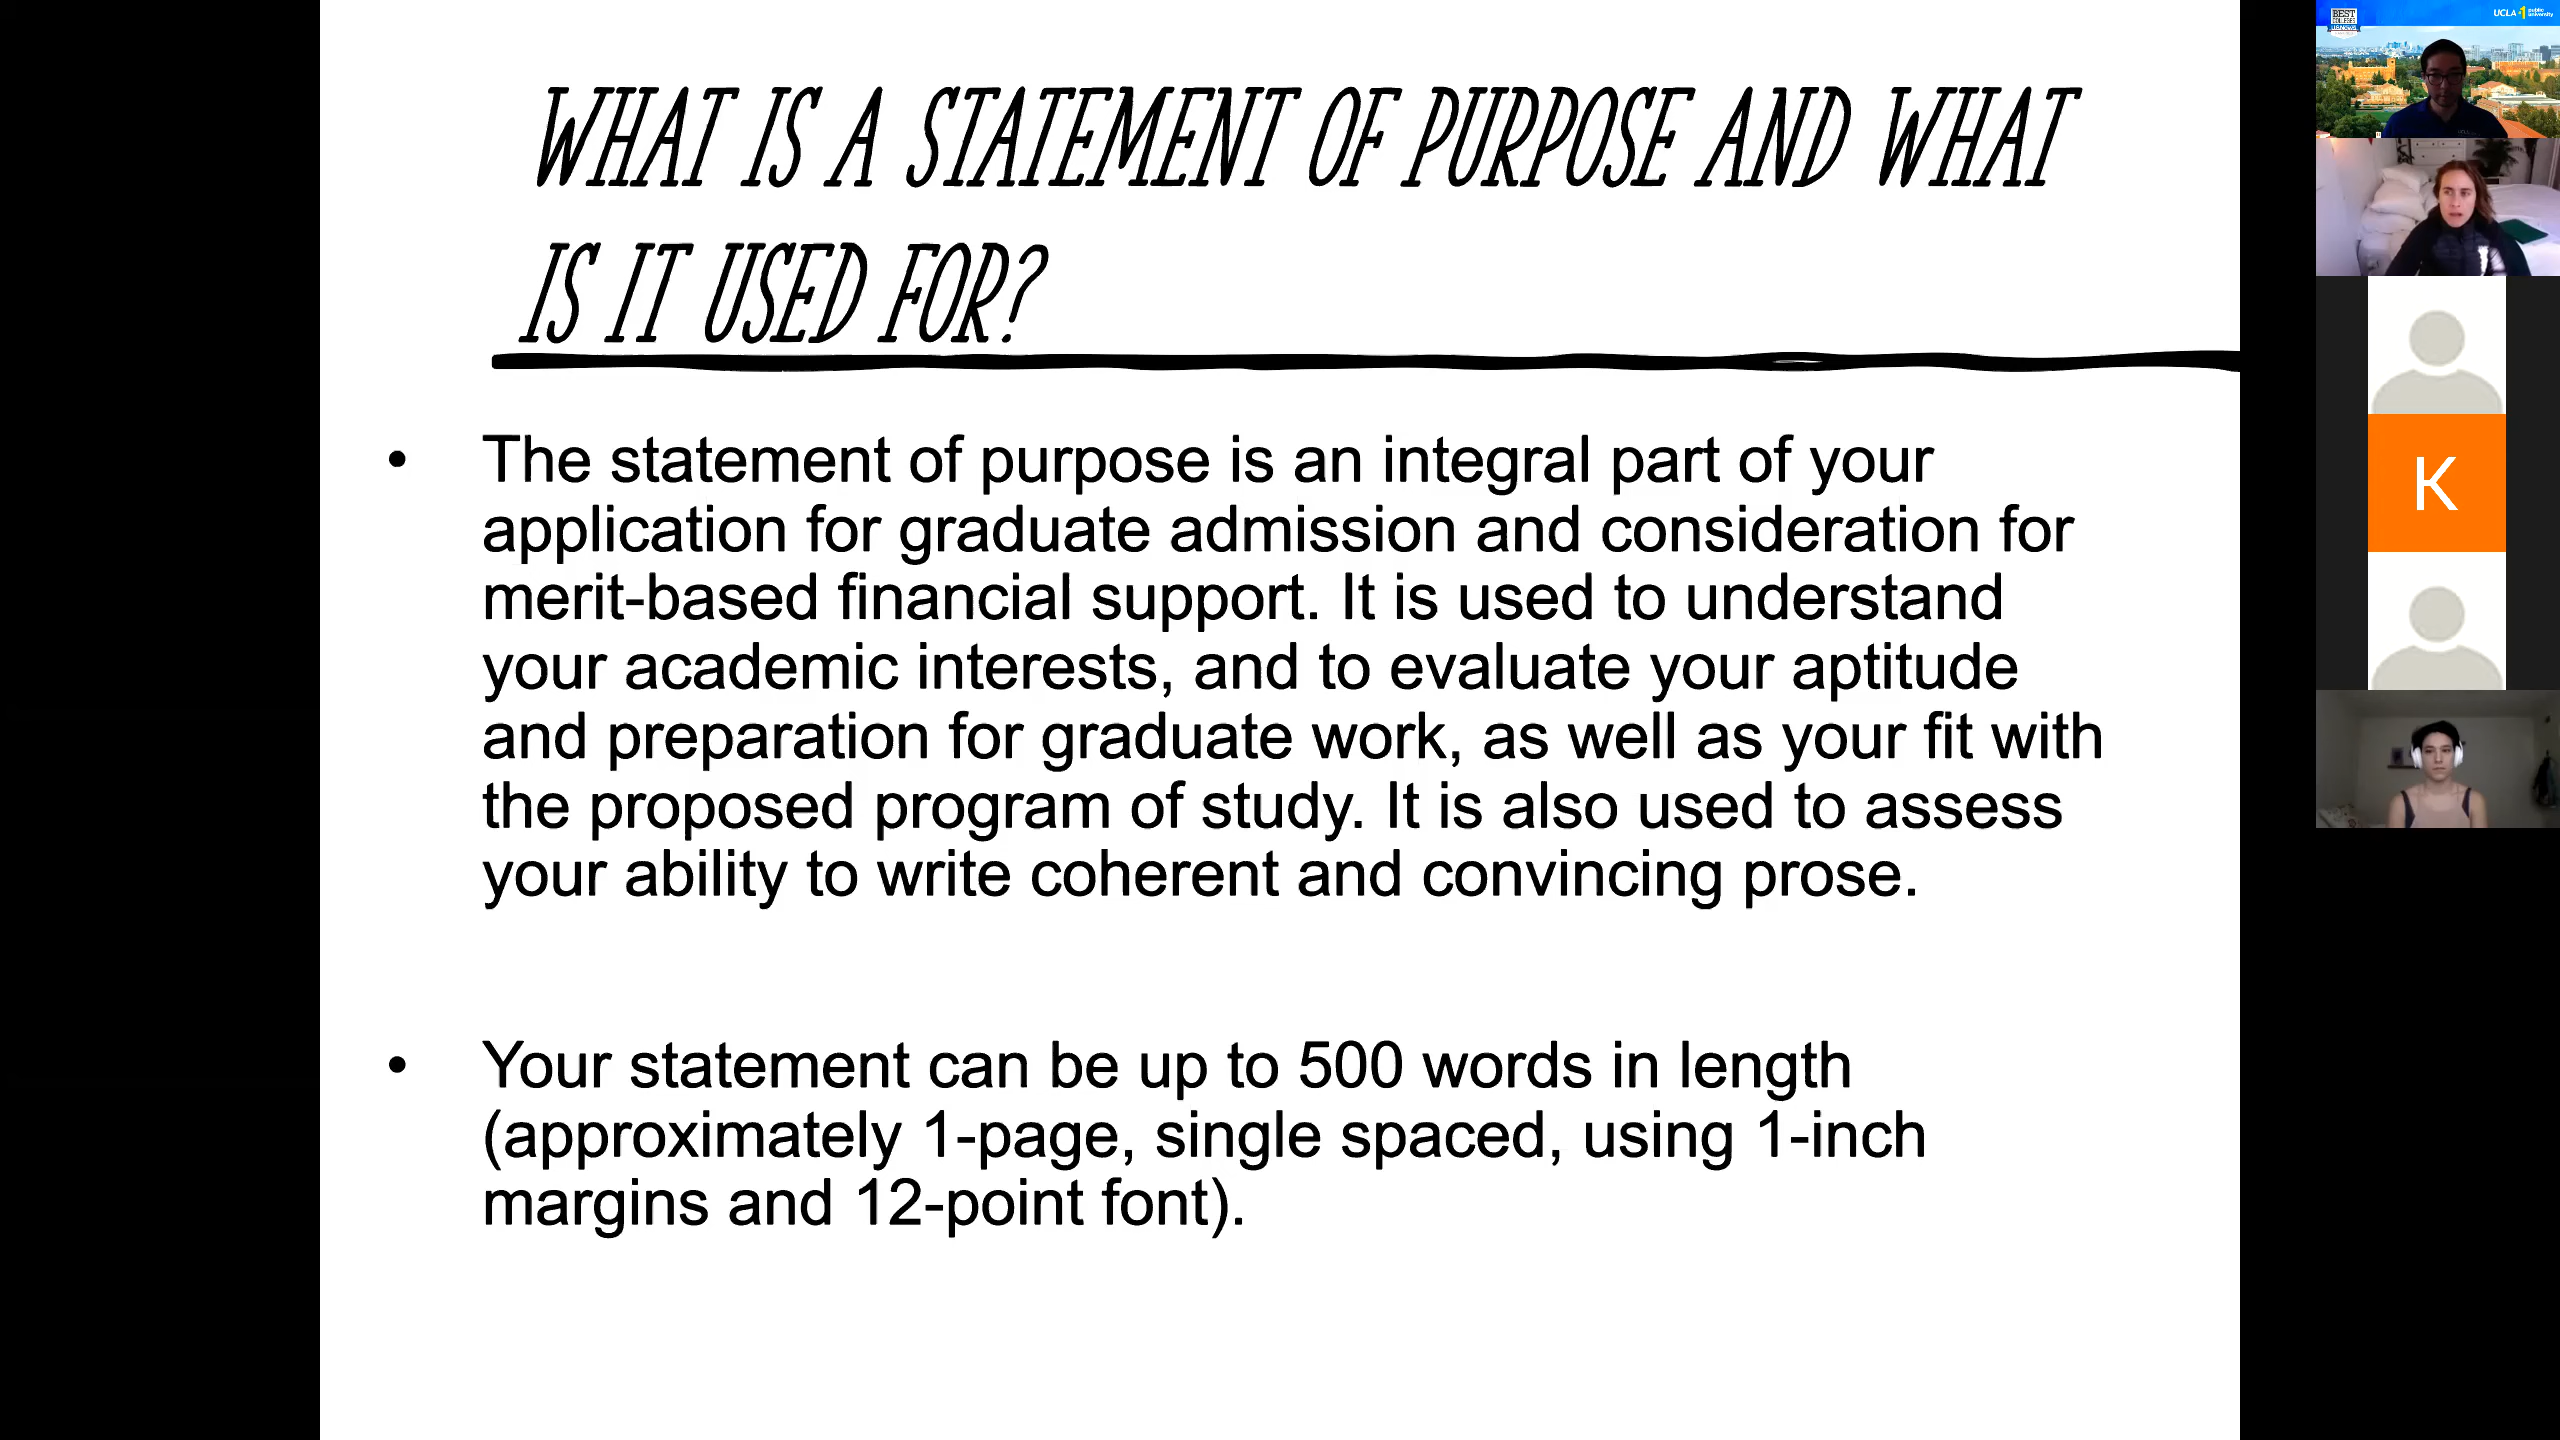 WHAT IS A STATEMENT OF PURPOSE AND WHAT
IS IT USED FOR?
• The statement of purpose is an integral part of your
application for graduate admission and consideration for
merit-based financial support. It is used to understand
your academic interests, and to evaluate your aptitude
and preparation for graduate work, as well as your fit with
the proposed program of study. It is also used to assess
your ability to write coherent and convincing prose.
• Your statement can be up to 500 words in length
(approximately 1-page, single spaced, using 1-inch
margins and 12-point font).
BEST
COLLEGES
UCLA #1 public
university
K